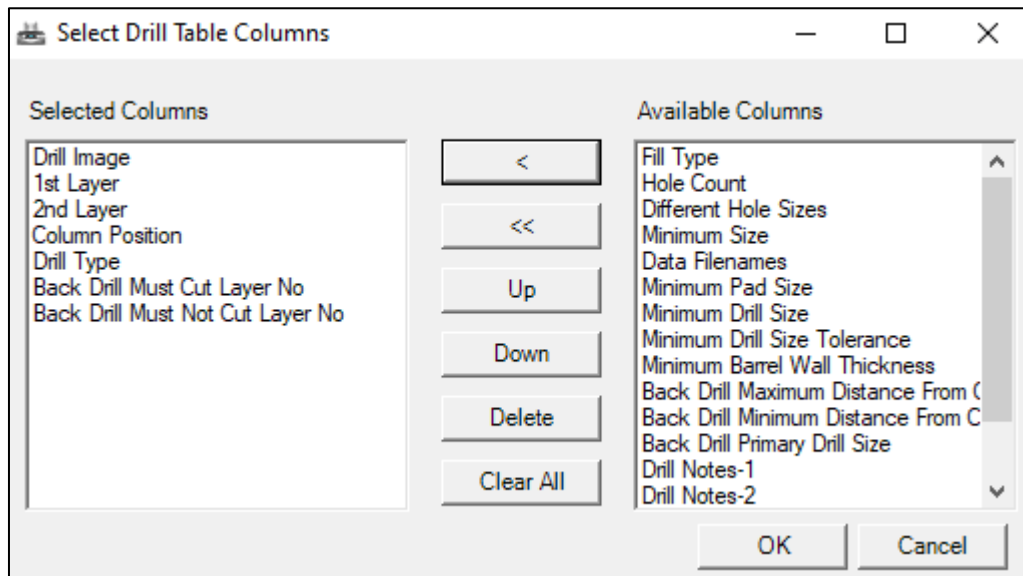 Select Drill Table Columns
Selected Columns
Drill Image
1st Layer
2nd Layer
Column Position
Drill Type
Back Drill Must Cut Layer No
Back Drill Must Not Cut Layer No
<
<<
Up
Down
Delete
Clear All
Available Columns
Fill Type
Hole Count
Different Hole Sizes
Minimum Size
Data Filenames
Minimum Pad Size
Minimum Drill Size
Minimum Drill Size Tolerance
Minimum Barrel Wall Thickness
Back Drill Maximum Distance From
Back Drill Minimum Distance From C
Back Drill Primary Drill Size
Drill Notes-1
Drill Notes-2
OK
Cancel